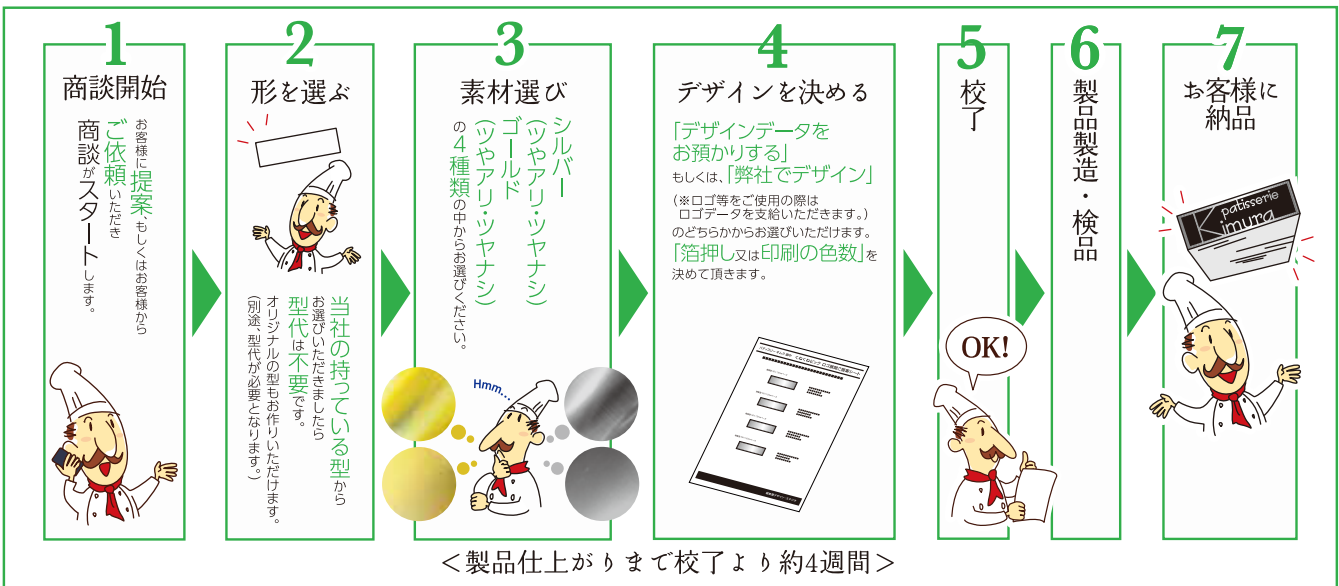 1
商談開始
お客様に提案、もしくはお客様から
ご依頼いただき
商談がスタートします。
2
形を選ぶ
当社の持っている型から
お選びいただきましたら
型代は不要です。
オリジナルの型もお作りいただけます。
(別途、型代が必要となります。)
3
素材選び
シルバー
(ツやアリ・ツヤナシ)
ゴールド
(ツやアリ・ツヤナシ)
の4種類の中からお選びください。
Hmm...
4
デザインを決める
「デザインデータを
お預かりする」
もしくは、「弊社でデザイン」
(※ロゴ等をご使用の際は
ロゴデータを支給いただきます。)
のどちらかからお選びいただけます。
「箔押し又は印刷の色数」を
決めて頂きます。
5
校了
OK!
6
製品製造・検品
7
お客様に
納品
patisserie
Kimura
＜製品仕上がりまで校了より約4週間＞